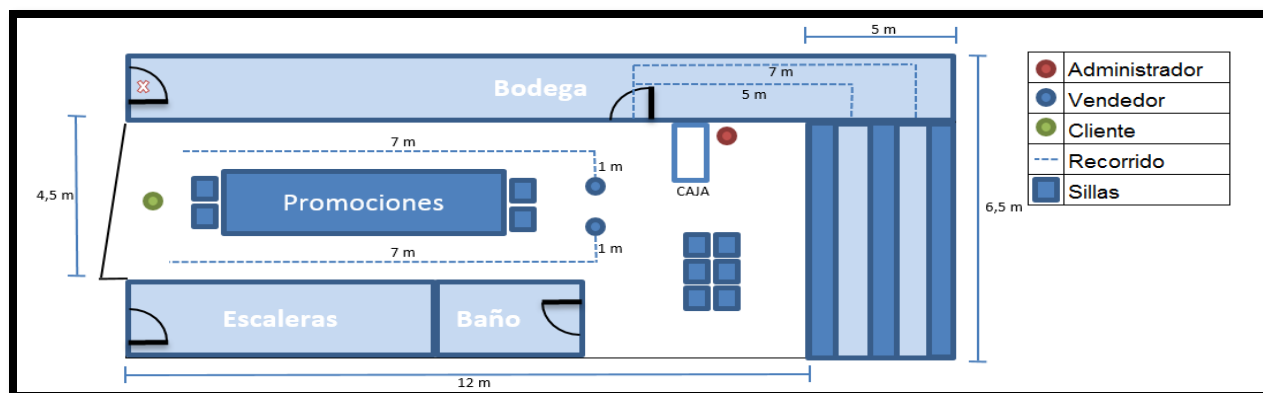 5 m
7 m
Bodega
5 m
7 m
1 m
4,5 m
Promociones
CAJA
6,5 m
7 m
1 m
Escaleras
Baño
12 m
Administrador
Vendedor
Cliente
Recorrido
Sillas